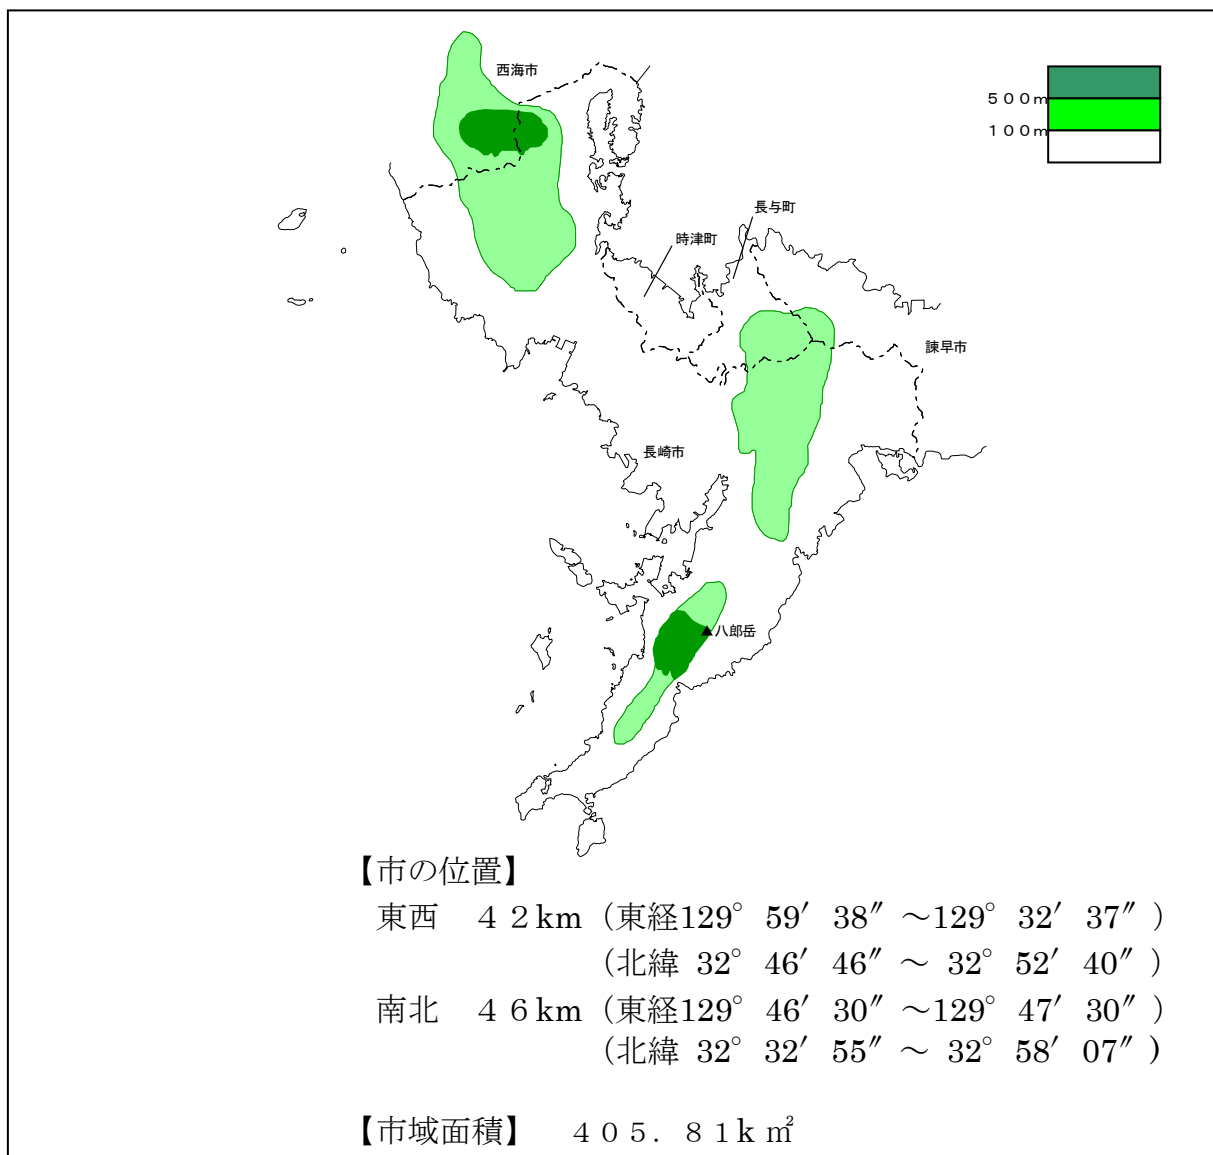 西海市
５００ｍ
１００ｍ
長与町
時津町
諫早市
長崎市
▲八郎岳
【市の位置】
東西　４２km（東経129°59′38″～129°32′37″）
（北緯 32°46′46″～ 32°52′40″）
南北　４６km（東経129°46′30″～129°47′30″）
（北緯 32°32′55″～ 32°58′07″）
【市域面積】　４０５．８１k㎡